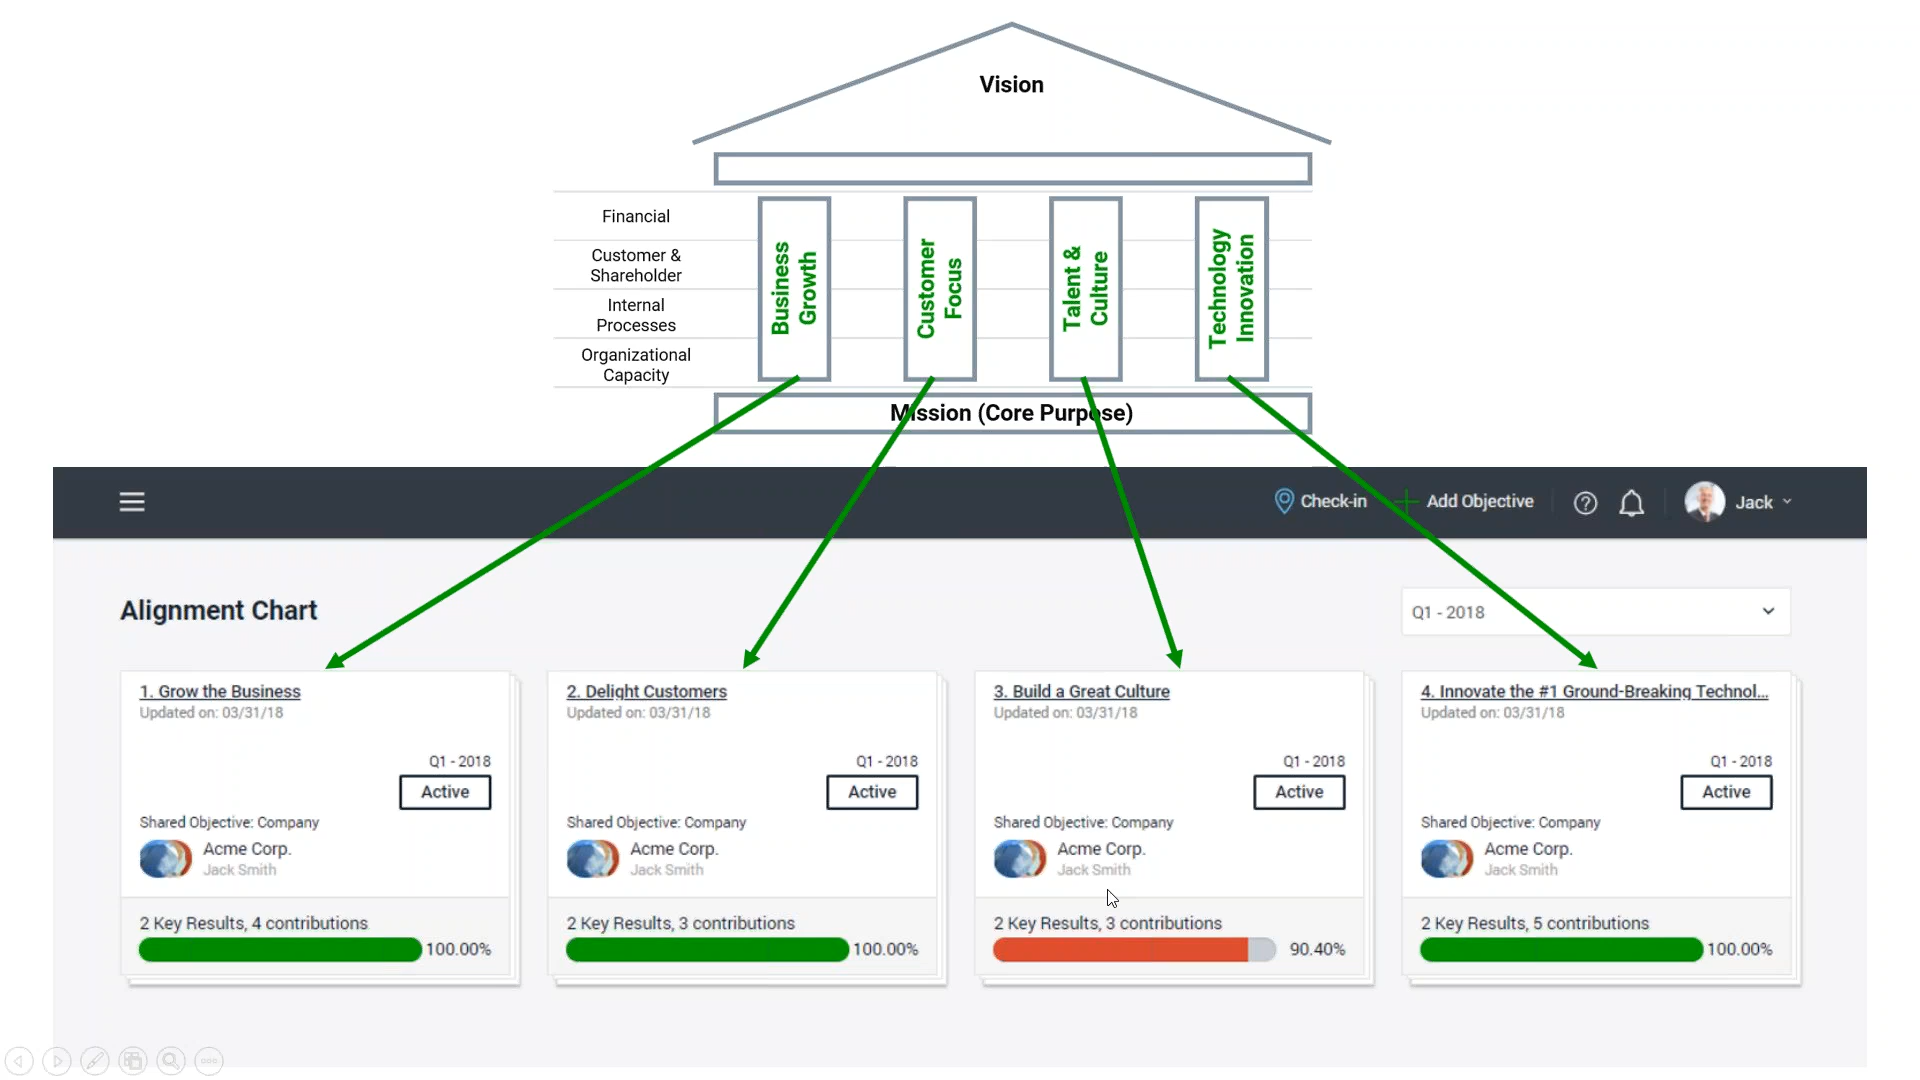 Vision
Financial
Customer &
Shareholder
Internal
Processes
Organizational
Capacity
Business
Growth
Customer
Focus
Talent &
Culture
Technology
Innovation
Mission (Core Purpose)
Check-in
Add Objective
Jack
Alignment Chart
Q1 - 2018
1. Grow the Business
Updated on: 03/31/18
Q1 - 2018
Active
Shared Objective: Company
Acme Corp.
Jack Smith
2 Key Results, 4 contributions
100.00%
2. Delight Customers
Updated on: 03/31/18
Q1 - 2018
Active
Shared Objective: Company
Acme Corp.
Jack Smith
2 Key Results, 3 contributions
100.00%
3. Build a Great Culture
Updated on: 03/31/18
Q1 - 2018
Active
Shared Objective: Company
Acme Corp.
Jack Smith
2 Key Results, 3 contributions
90.40%
4. Innovate the #1 Ground-Breaking Technol...
Updated on: 03/31/18
Q1 - 2018
Active
Shared Objective: Company
Acme Corp.
Jack Smith
2 Key Results, 5 contributions
100.00%